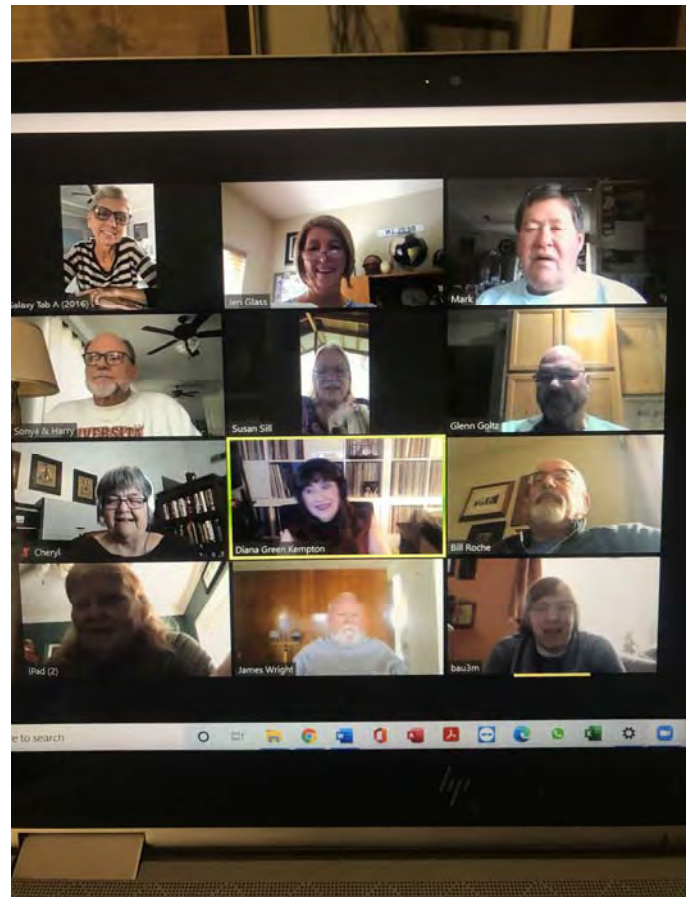 Galaxy Tab A (2016)
Jeri Glass
Mark
Sonya & Harry
VERSITA
Susan Sill
Glenn Goltz
Cheryl
Diana Green Kempton
Bill Roche
iPad (2)
James Wright
bau3m
e to search
hp